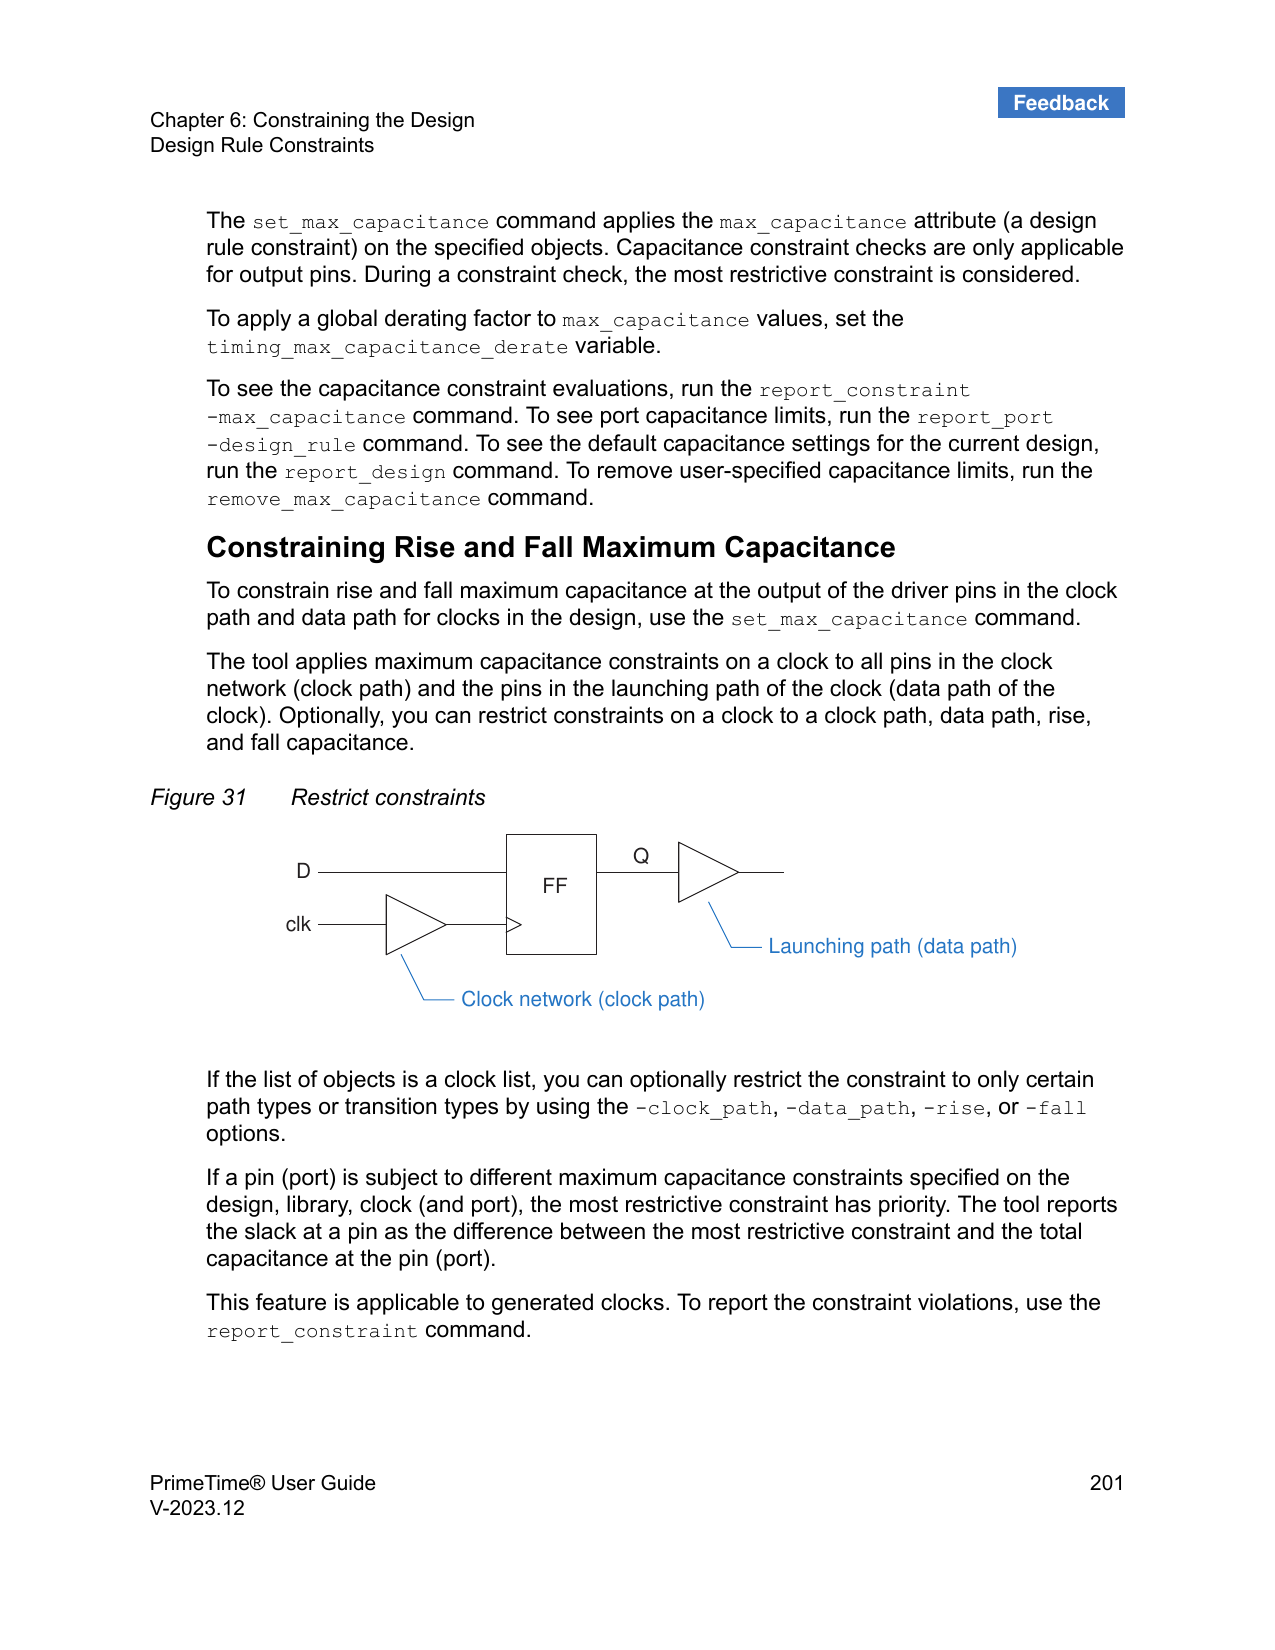 Feedback
Chapter 6: Constraining the Design
Design Rule Constraints
The set_max_capacitance command applies the max_capacitance attribute (a design
rule constraint) on the specified objects. Capacitance constraint checks are only applicable
for output pins. During a constraint check, the most restrictive constraint is considered.
To apply a global derating factor to max_capacitance values, set the
timing_max_capacitance_derate variable.
To see the capacitance constraint evaluations, run the report_constraint
-max_capacitance command. To see port capacitance limits, run the report_port
-design_rule command. To see the default capacitance settings for the current design,
run the report_design command. To remove user-specified capacitance limits, run the
remove_max_capacitance command.
Constraining Rise and Fall Maximum Capacitance
To constrain rise and fall maximum capacitance at the output of the driver pins in the clock
path and data path for clocks in the design, use the set_max_capacitance command.
The tool applies maximum capacitance constraints on a clock to all pins in the clock
network (clock path) and the pins in the launching path of the clock (data path of the
clock). Optionally, you can restrict constraints on a clock to a clock path, data path, rise,
and fall capacitance.
Figure 31 Restrict constraints
Q
D
FF
clk
Launching path (data path)
Clock network (clock path)
If the list of objects is a clock list, you can optionally restrict the constraint to only certain
path types or transition types by using the -clock_path, -data_path, -rise, or -fall
options.
If a pin (port) is subject to different maximum capacitance constraints specified on the
design, library, clock (and port), the most restrictive constraint has priority. The tool reports
the slack at a pin as the difference between the most restrictive constraint and the total
capacitance at the pin (port).
This feature is applicable to generated clocks. To report the constraint violations, use the
report_constraint command.
PrimeTime® User Guide 201
V-2023.12